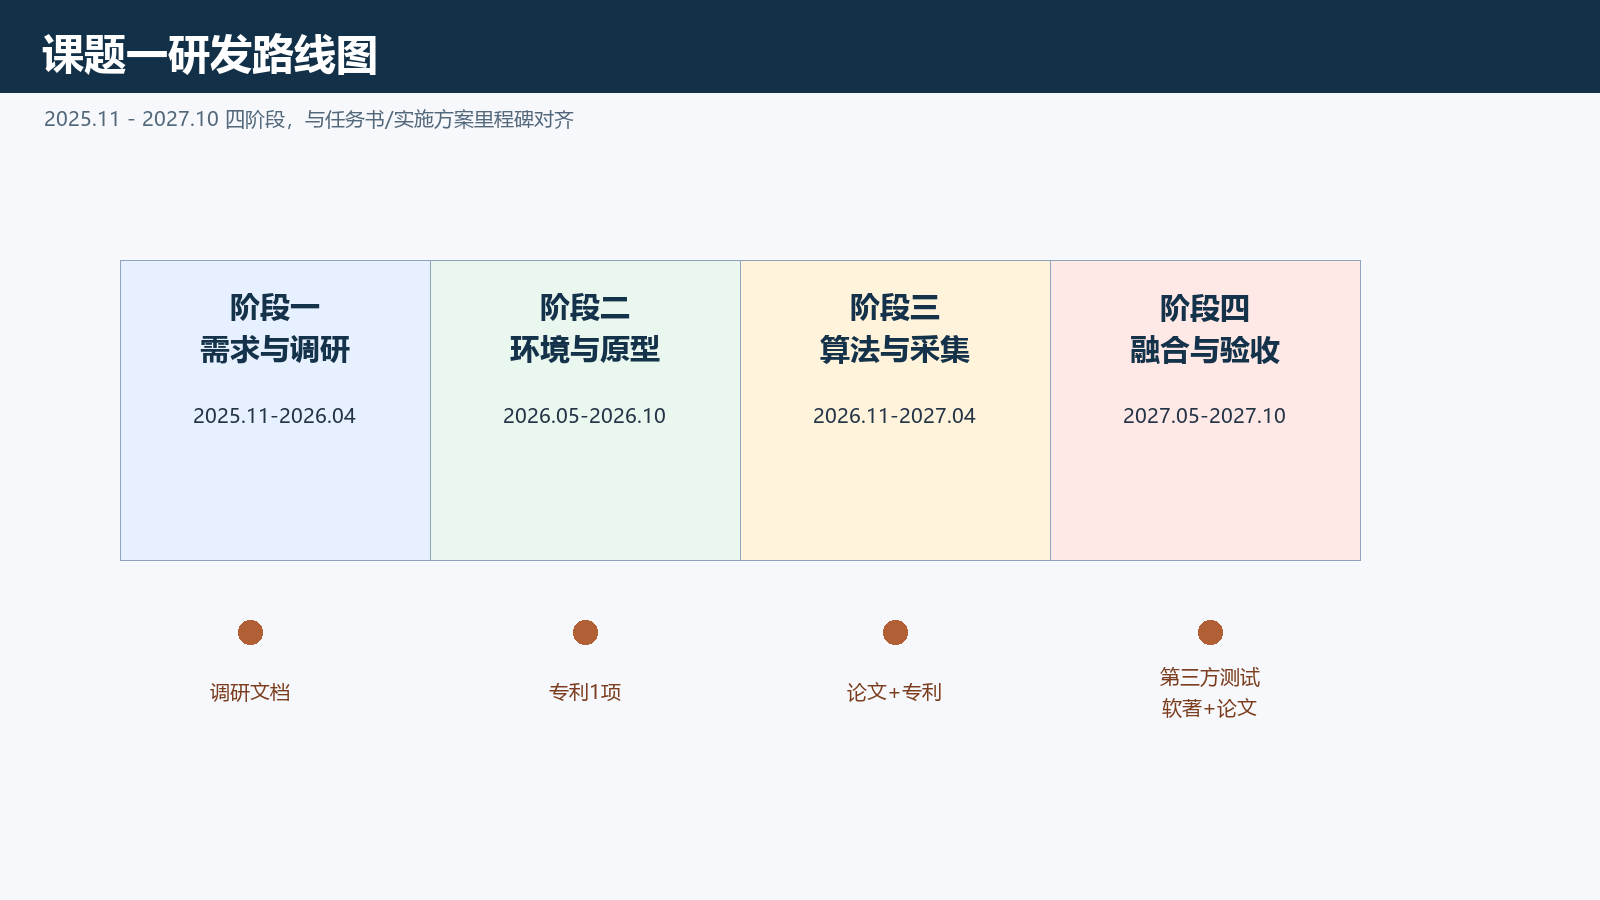 课题一研发路线图
2025.11 - 2027.10 四阶段，与任务书/实施方案里程碑对齐
阶段一
需求与调研
2025.11-2026.04
阶段二
环境与原型
2026.05-2026.10
阶段三
算法与采集
2026.11-2027.04
阶段四
融合与验收
2027.05-2027.10
调研文档
专利1项
论文+专利
第三方测试
软著+论文